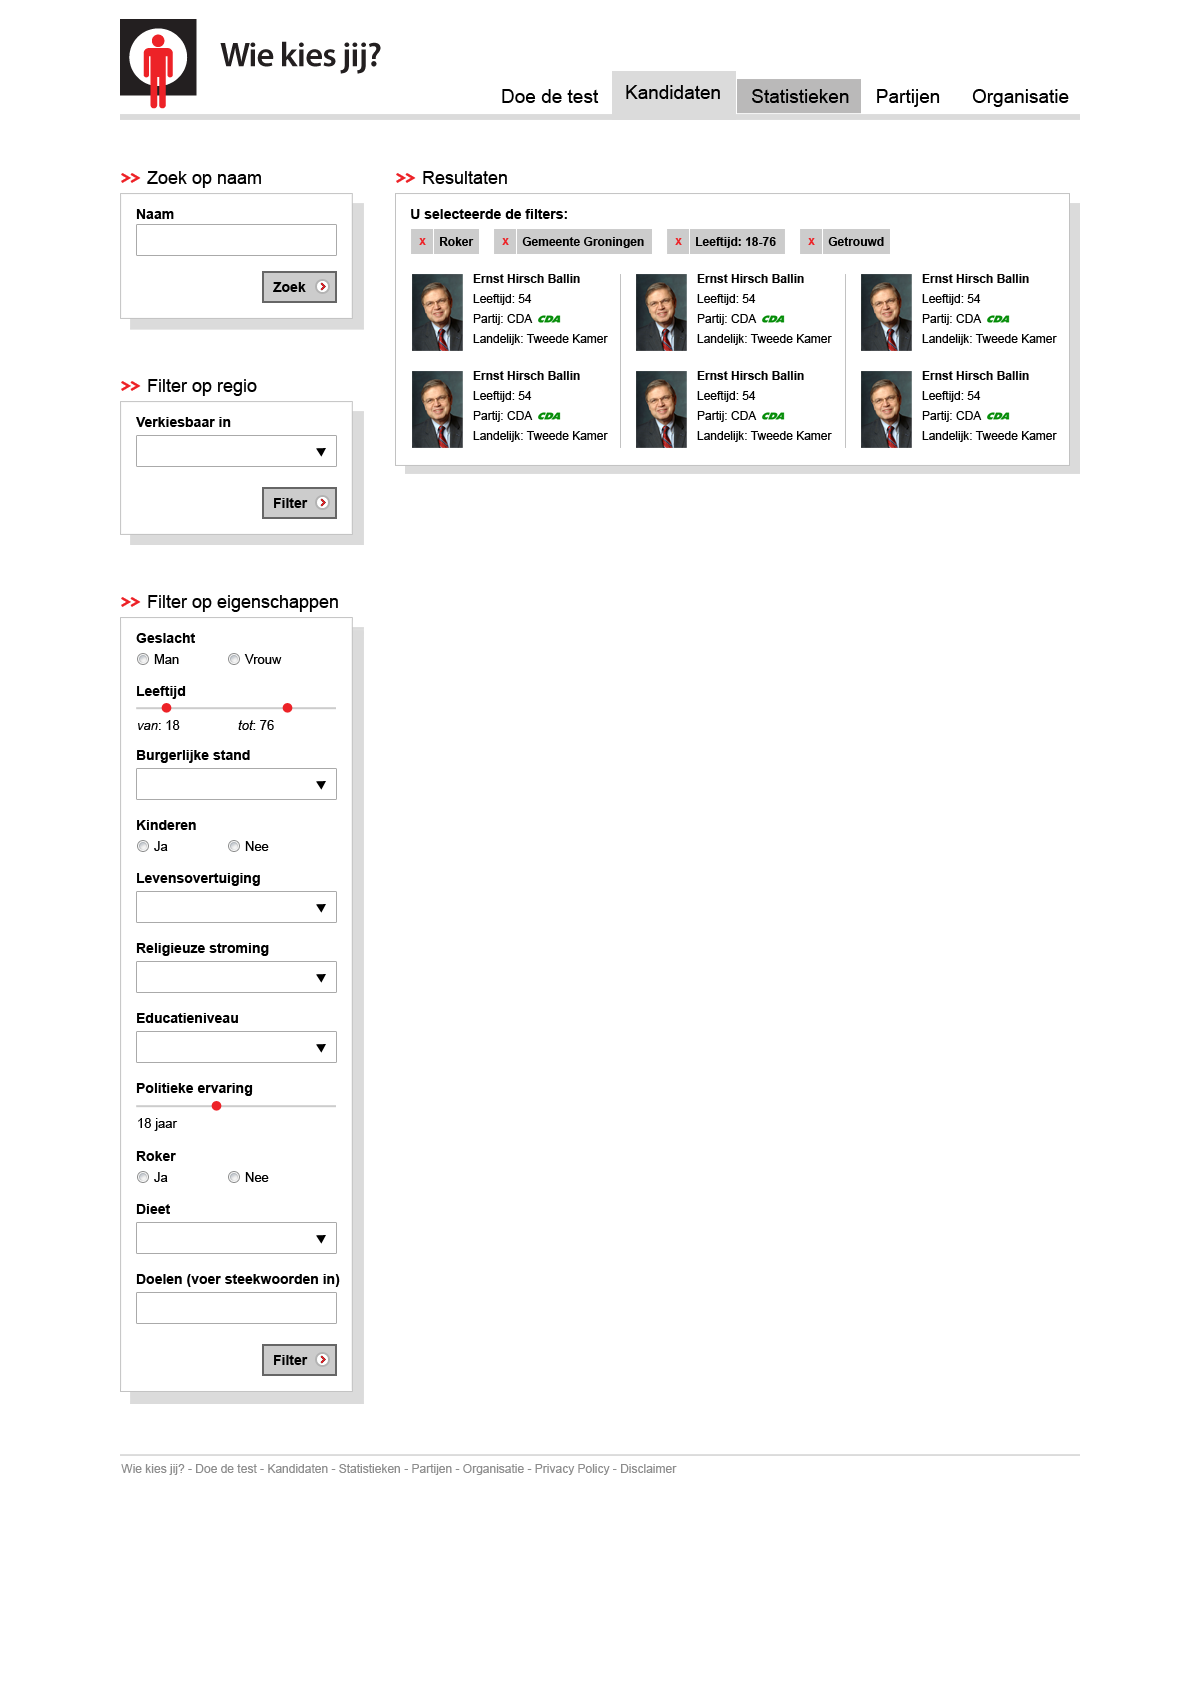 Wie kies jij?
Doe de test
Kandidaten
Statistieken
Partijen
Organisatie
>> Zoek op naam
Naam
Zoek
>> Filter op regio
Verkiesbaar in
Filter
>> Filter op eigenschappen
Geslacht
Man Vrouw
Leeftijd
van: 18 tot: 76
Burgerlijke stand
Kinderen
Ja Nee
Levensovertuiging
Religieuze stroming
Educatieniveau
Politieke ervaring
18 jaar
Roker
Ja Nee
Dieet
Doelen (voer steekwoorden in)
Filter
>> Resultaten
U selecteerde de filters:
x Roker x Gemeente Groningen x Leeftijd: 18-76 x Getrouwd
Ernst Hirsch Ballin
Leeftijd: 54
Partij: CDA CDA
Landelijk: Tweede Kamer
Ernst Hirsch Ballin
Leeftijd: 54
Partij: CDA CDA
Landelijk: Tweede Kamer
Ernst Hirsch Ballin
Leeftijd: 54
Partij: CDA CDA
Landelijk: Tweede Kamer
Ernst Hirsch Ballin
Leeftijd: 54
Partij: CDA CDA
Landelijk: Tweede Kamer
Ernst Hirsch Ballin
Leeftijd: 54
Partij: CDA CDA
Landelijk: Tweede Kamer
Ernst Hirsch Ballin
Leeftijd: 54
Partij: CDA CDA
Landelijk: Tweede Kamer
Wie kies jij? - Doe de test - Kandidaten - Statistieken - Partijen - Organisatie - Privacy Policy - Disclaimer